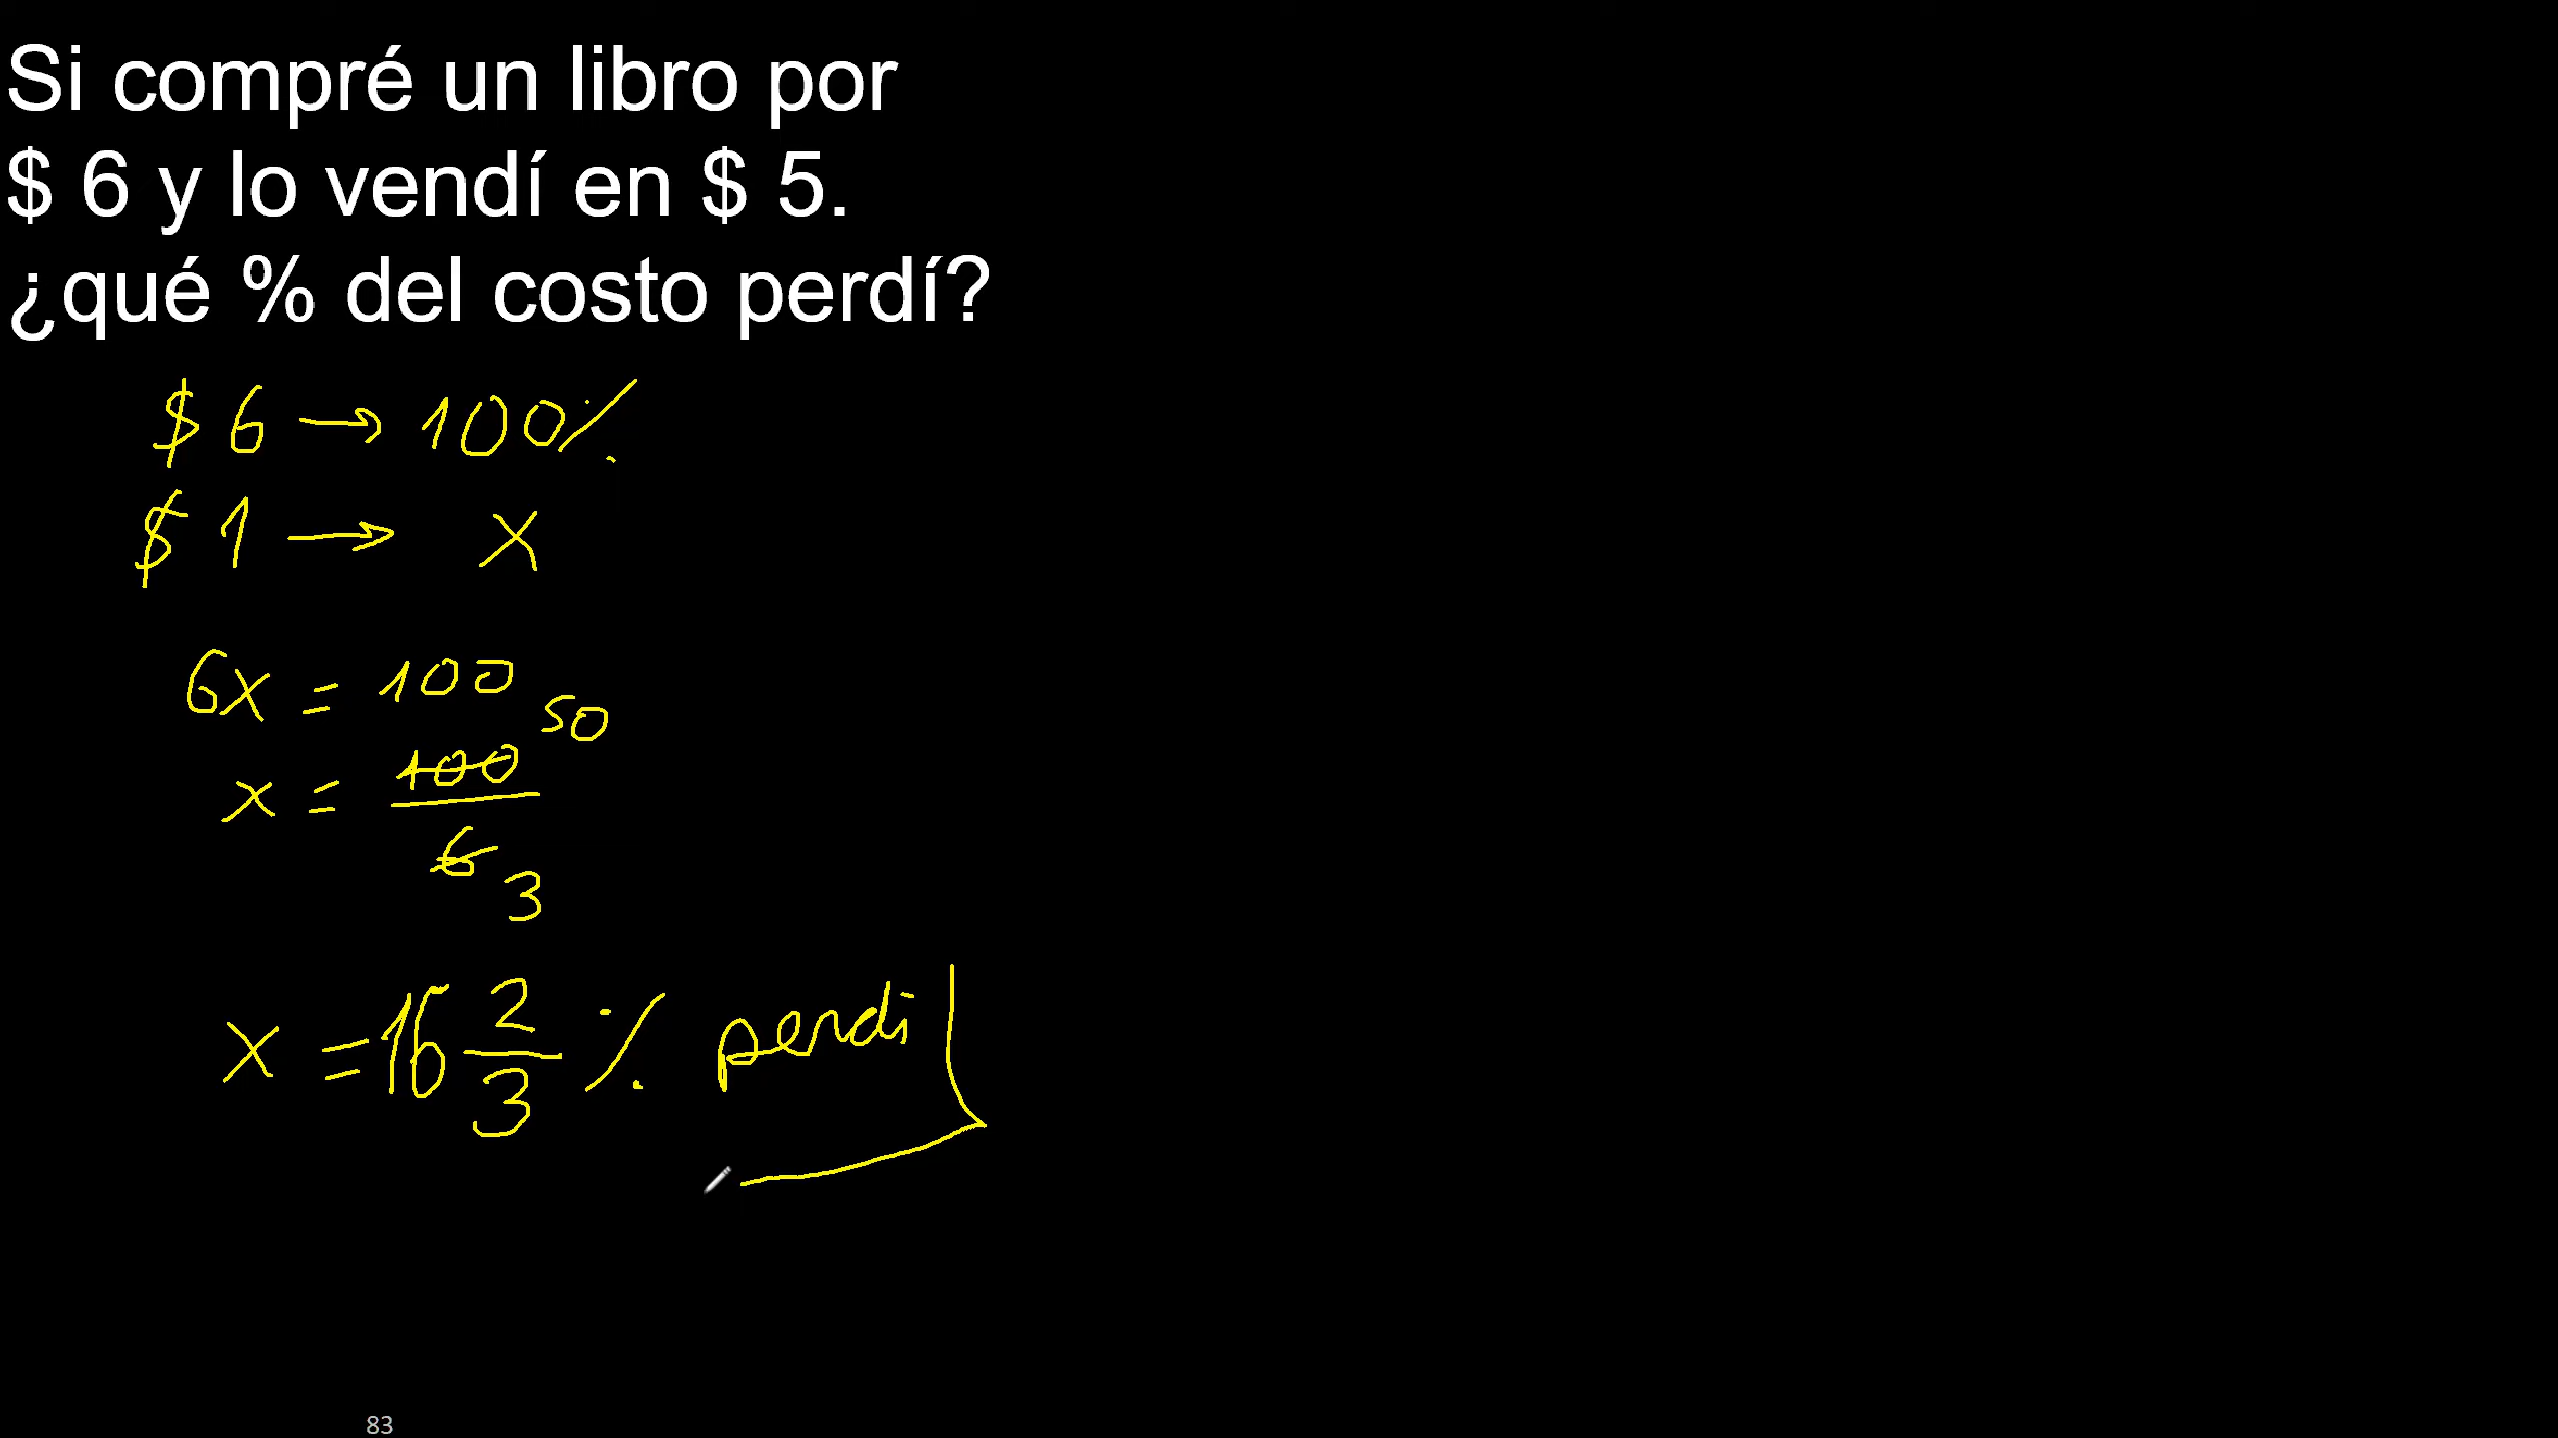 Si compré un libro por
$ 6 y lo vendí en $ 5.
¿qué % del costo perdí?
$ 6 → 100%
$ 1 → x
6x = 100
50
x = 100
6
3
x = 16 2/3 % perdi
83